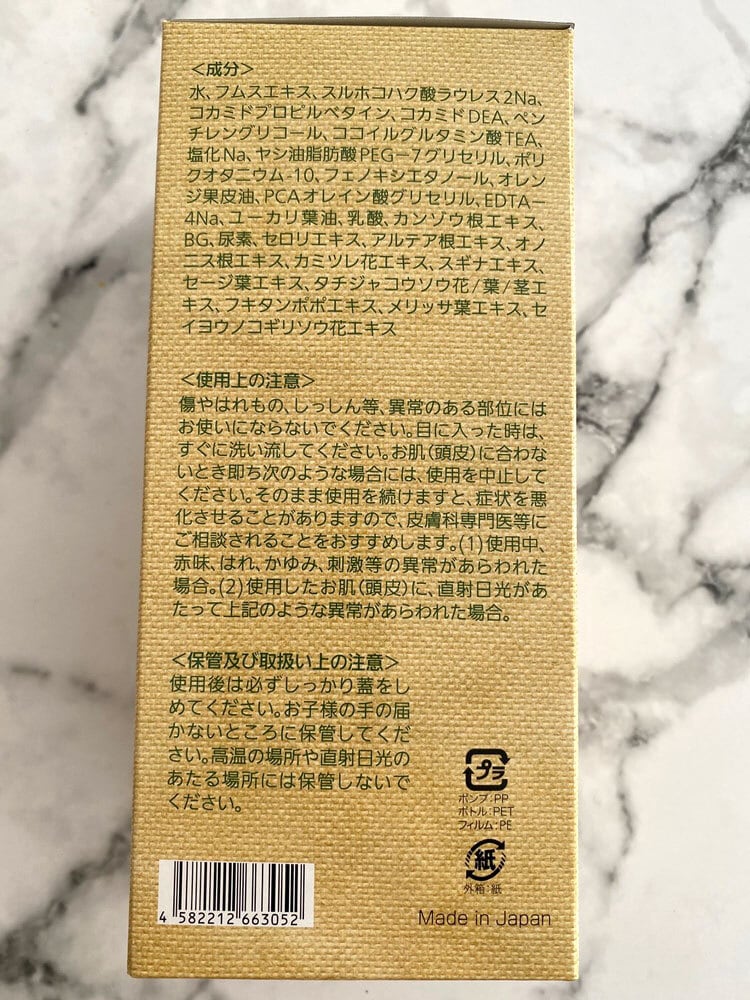 ＜成分＞
水、フムスエキス、スルホコハク酸ラウレス2Na、
コカミドプロピルベタイン、コカミドDEA、ペン
チレングリコール、ココイルグルタミン酸TEA、
塩化Na、ヤシ油脂肪酸PEG－7グリセリル、ポリ
クオタニウム-10、フェノキシエタノール、オレン
ジ果皮油、PCAオレイン酸グリセリル、EDTA－
4Na、ユーカリ葉油、乳酸、カンゾウ根エキス、
BG、尿素、セロリエキス、アルテア根エキス、オノ
ニス根エキス、カミツレ花エキス、スギナエキス、
セージ葉エキス、タチジャコウソウ花/葉/茎エ
キス、フキタンポポエキス、メリッサ葉エキス、セ
イヨウノコギリソウ花エキス
＜使用上の注意＞
傷やはれもの、しっしん等、異常のある部位には
お使いにならないでください。目に入った時は、
すぐに洗い流してください。お肌(頭皮)に合わな
いとき即ち次のような場合には、使用を中止して
ください。そのまま使用を続けますと、症状を悪
化させることがありますので、皮膚科専門医等に
ご相談されることをおすすめします。(1)使用中、
赤味、はれ、かゆみ、刺激等の異常があらわれた
場合。(2)使用したお肌(頭皮)に、直射日光があ
たって上記のような異常があらわれた場合。
＜保管及び取扱い上の注意＞
使用後は必ずしっかり蓋をし
めてください。お子様の手の届
かないところに保管してくだ
さい。高温の場所や直射日光の
あたる場所には保管しないで
ください。
プラ
ポンプ:PP
ボトル:PET
フィルム:PE
紙
外箱:紙
4 582212 663052
Made in Japan